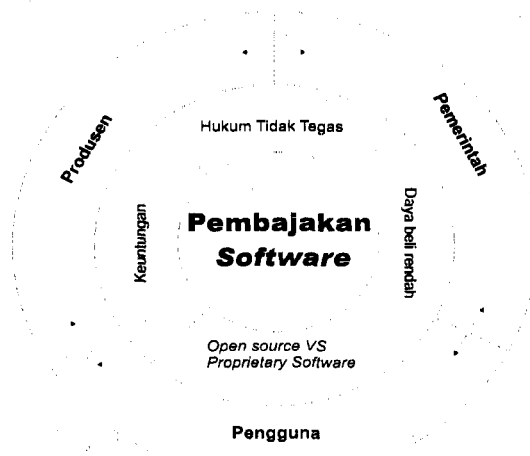 Produsen
Pemerintah
Hukum Tidak Tegas
Keuntungan
Pembajakan
Software
Daya beli rendah
Open source VS
Proprietary Software
Pengguna